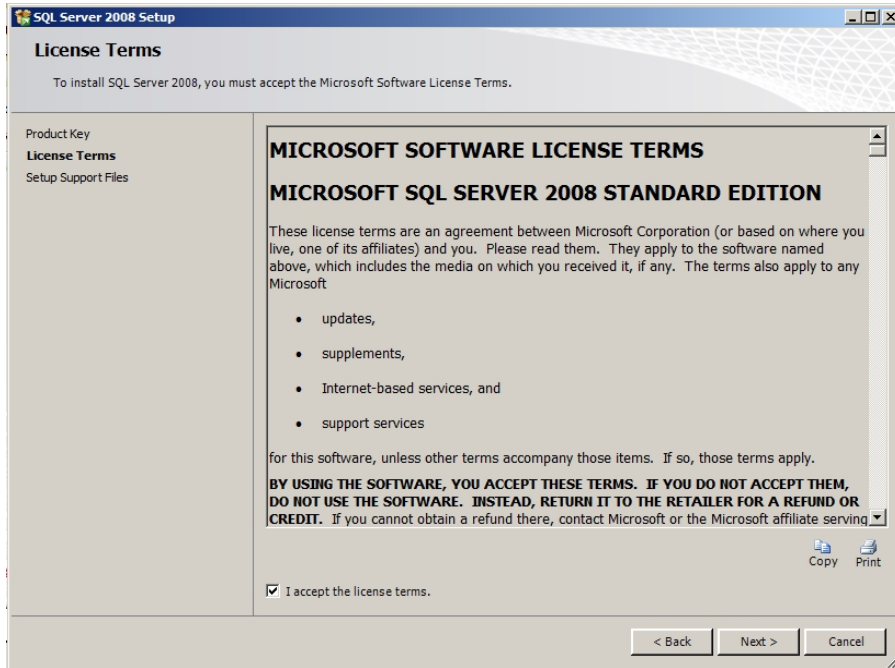 SQL Server 2008 Setup
License Terms
To install SQL Server 2008, you must accept the Microsoft Software License Terms.
Product Key
License Terms
Setup Support Files
MICROSOFT SOFTWARE LICENSE TERMS
MICROSOFT SQL SERVER 2008 STANDARD EDITION
These license terms are an agreement between Microsoft Corporation (or based on where you
live, one of its affiliates) and you. Please read them. They apply to the software named
above, which includes the media on which you received it, if any. The terms also apply to any
Microsoft
• updates,
• supplements,
• Internet-based services, and
• support services
for this software, unless other terms accompany those items. If so, those terms apply.
BY USING THE SOFTWARE, YOU ACCEPT THESE TERMS. IF YOU DO NOT ACCEPT THEM,
DO NOT USE THE SOFTWARE. INSTEAD, RETURN IT TO THE RETAILER FOR A REFUND OR
CREDIT. If you cannot obtain a refund there, contact Microsoft or the Microsoft affiliate serving
Copy Print
I accept the license terms.
< Back Next > Cancel